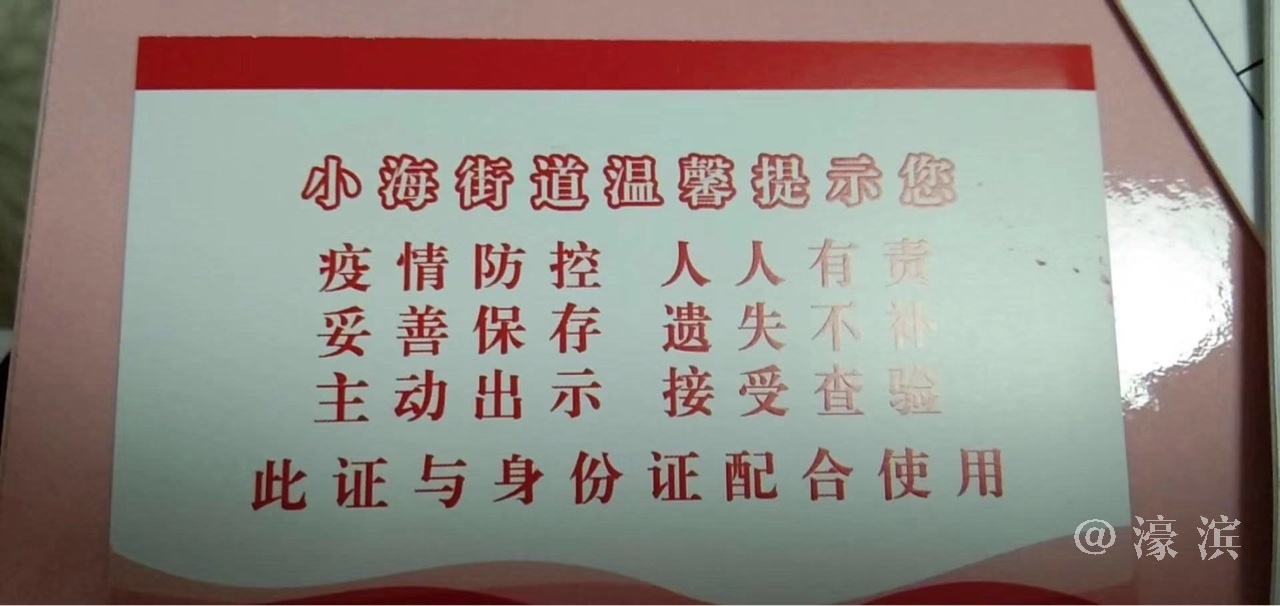 小海街道温馨提示您
疫情防控 人人有责
妥善保存 遗失不补
主动出示 接受查验
此证与身份证配合使用
@濠滨